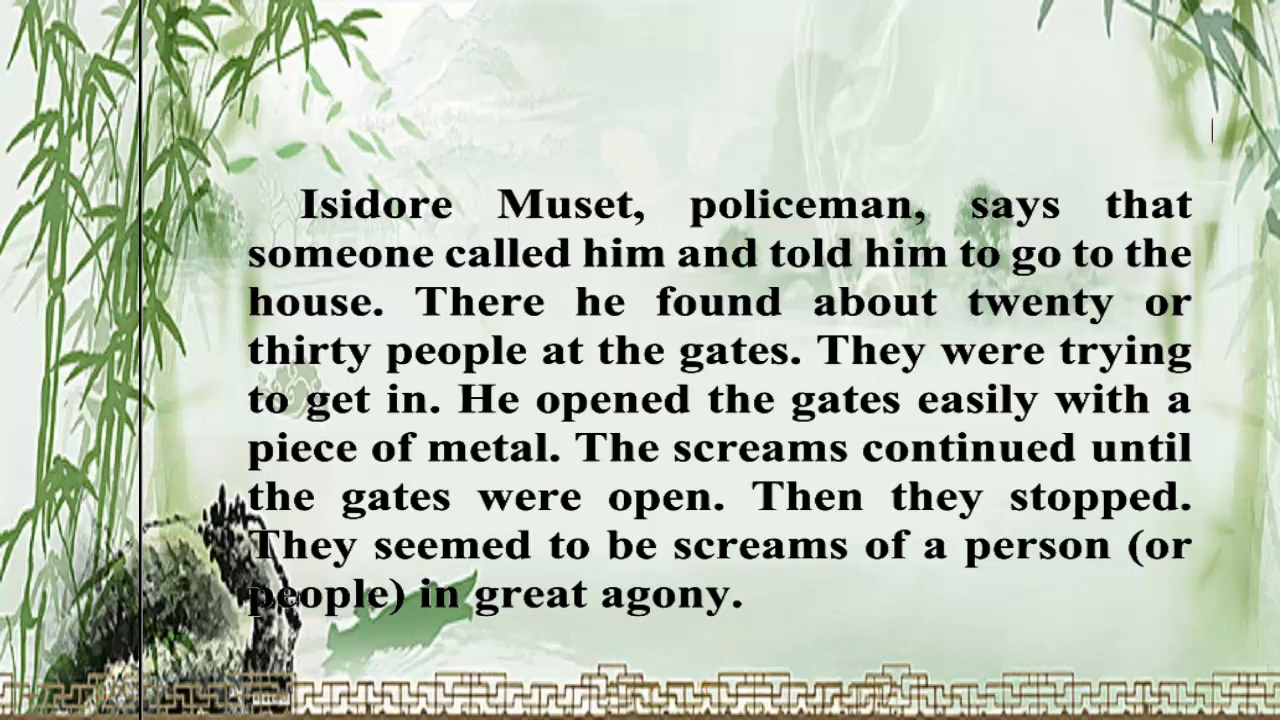 Isidore Muset, policeman, says that
someone called him and told him to go to the
house. There he found about twenty or
thirty people at the gates. They were trying
to get in. He opened the gates easily with a
piece of metal. The screams continued until
the gates were open. Then they stopped.
They seemed to be screams of a person (or
people) in great agony.